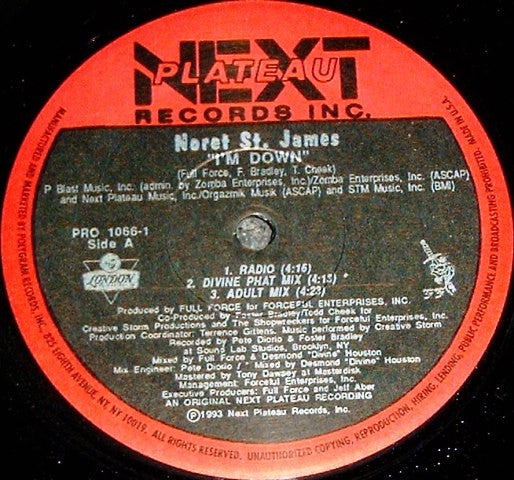 NEXT
PLATEAU
RECORDS INC.
Noret St. James
"I'M DOWN"
(Full Force, F. Bradley, T. Cheek)
P Blast Music, Inc. (admin. by Zomba Enterprises, Inc.)/Zomba Enterprises, Inc. (ASCAP)
and Next Plateau Music, Inc./Orgazmik Musik (ASCAP) and STM Music, Inc. (BMI)
PRO 1066-1
Side A
LONDON
1. RADIO (4:16)
2. DIVINE PHAT MIX (4:13) *
3. ADULT MIX (4:23)
Produced by FULL FORCE for FORCEFUL ENTERPRISES, INC.
Co-Produced by Foster Bradley/Todd Cheek for
Creative Storm Productions and The Shopwreckers for Forceful Enterprises, Inc.
Production Coordinator: Terrence Gittens. Music performed by Creative Storm
Recorded by Pete Diorio & Foster Bradley
at Sound Lab Studios, Brooklyn, NY
Mixed by Full Force & Desmond "Divine" Houston
Mix Engineer: Pete Diorio / * Mixed by Desmond "Divine" Houston
Mastered by Tony Dawsey at Masterdisk
Management: Forceful Enterprises, Inc.
Executive Producers: Full Force and Jeff Aber
AN ORIGINAL NEXT PLATEAU RECORDING
Ⓟ©1993 Next Plateau Records, Inc.
MANUFACTURED AND MARKETED BY POLYGRAM RECORDS, INC. 825 EIGHTH AVENUE, NY, NY 10019. ALL RIGHTS RESERVED. UNAUTHORIZED COPYING, REPRODUCTION, HIRING, LENDING, PUBLIC PERFORMANCE AND BROADCASTING PROHIBITED. MADE IN U.S.A.